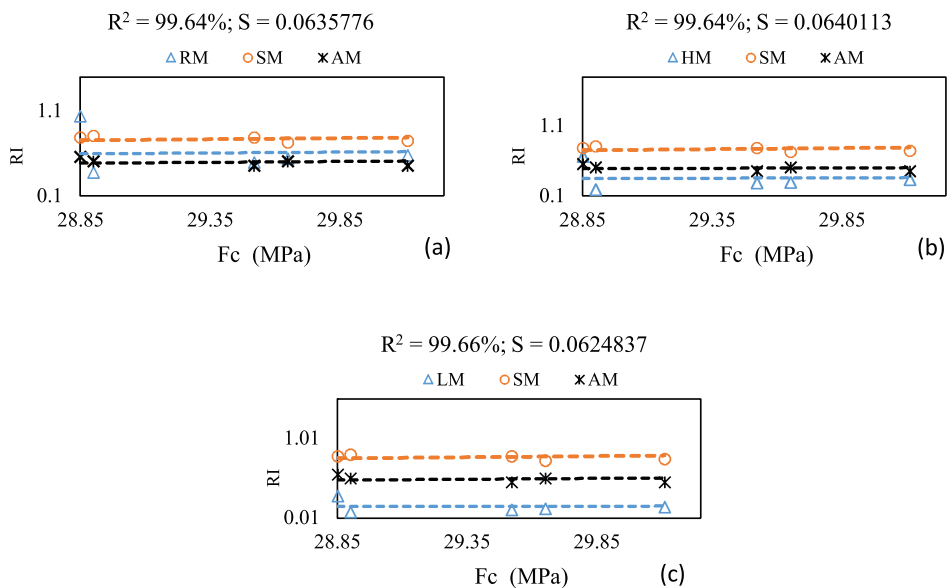 R² = 99.64%; S = 0.0635776
RM SM AM
1.1
RI
0.1
28.85 29.35 29.85
Fc (MPa)
(a)
R² = 99.64%; S = 0.0640113
HM SM AM
1.1
RI
0.1
28.85 29.35 29.85
Fc (MPa)
(b)
R² = 99.66%; S = 0.0624837
LM SM AM
1.01
RI
0.01
28.85 29.35 29.85
Fc (MPa)
(c)